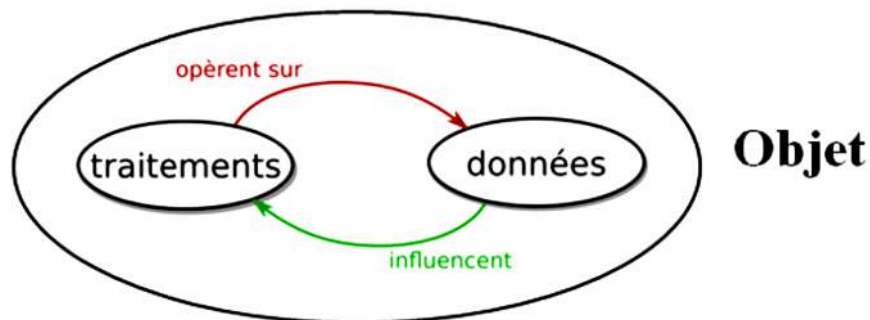 opèrent sur
traitements
données
Objet
influencent